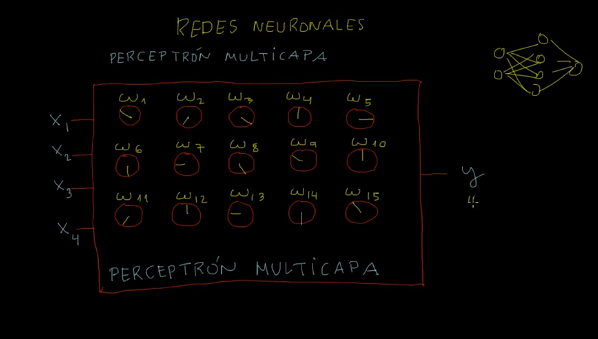 REDES NEURONALES
PERCEPTRÓN MULTICAPA
ω1 ω2 ω3 ω4 ω5
x1
ω6 ω7 ω8 ω9 ω10
x2
x3
ω11 ω12 ω13 ω14 ω15
x4
y
PERCEPTRÓN MULTICAPA